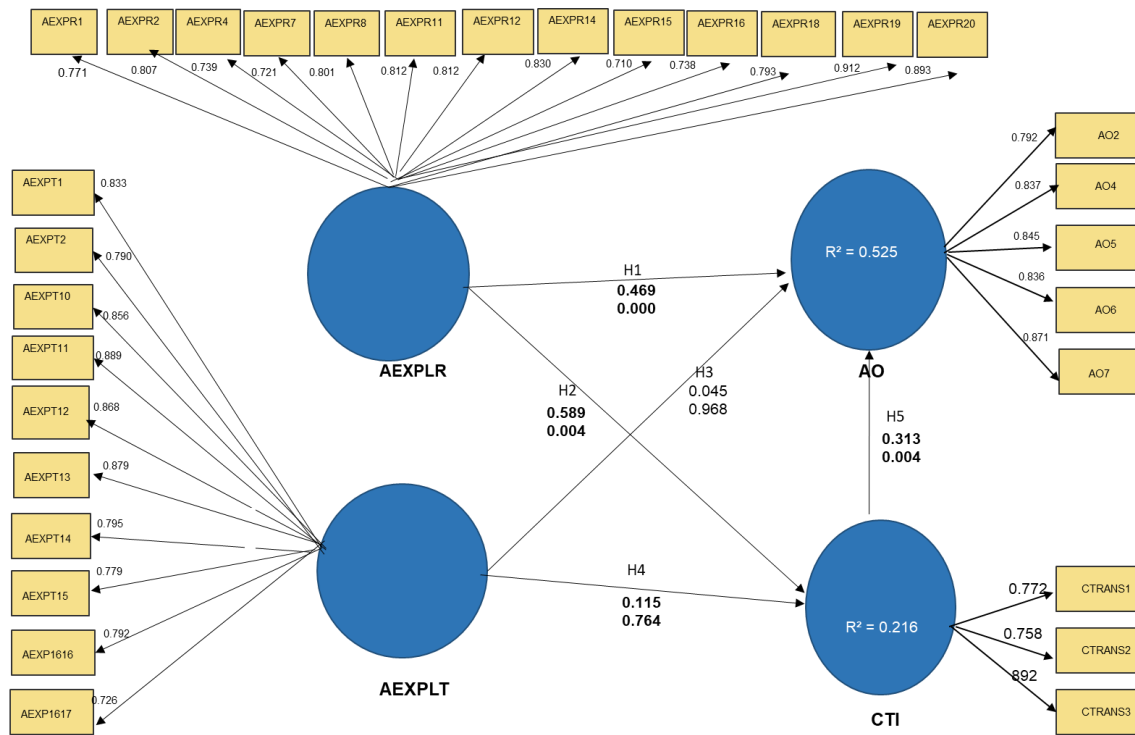 AEXPR1
AEXPR2
AEXPR4
AEXPR7
AEXPR8
AEXPR11
AEXPR12
AEXPR14
AEXPR15
AEXPR16
AEXPR18
AEXPR19
AEXPR20
0.771
0.807
0.739
0.721
0.801
0.812
0.812
0.830
0.710
0.738
0.793
0.912
0.893
AEXPT1
0.833
AEXPT2
0.790
AEXPT10
0.856
AEXPT11
0.889
AEXPT12
0.868
AEXPT13
0.879
AEXPT14
0.795
AEXPT15
0.779
AEXP1616
0.792
AEXP1617
0.726
AEXPLR
AEXPLT
H1
0.469
0.000
H2
0.589
0.004
H3
0.045
0.968
H4
0.115
0.764
H5
0.313
0.004
R² = 0.525
AO
R² = 0.216
CTI
0.792
AO2
0.837
AO4
0.845
AO5
0.836
AO6
0.871
AO7
0.772
CTRANS1
0.758
CTRANS2
892
CTRANS3